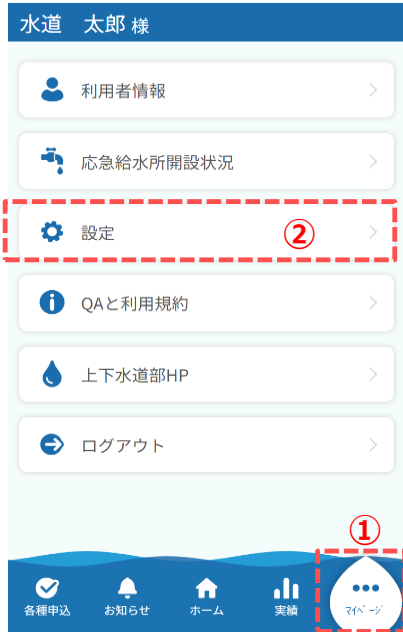 水道　太郎 様
利用者情報
応急給水所開設状況
設定
②
QAと利用規約
上下水道部HP
ログアウト
①
各種申込
お知らせ
ホーム
実績
マイページ